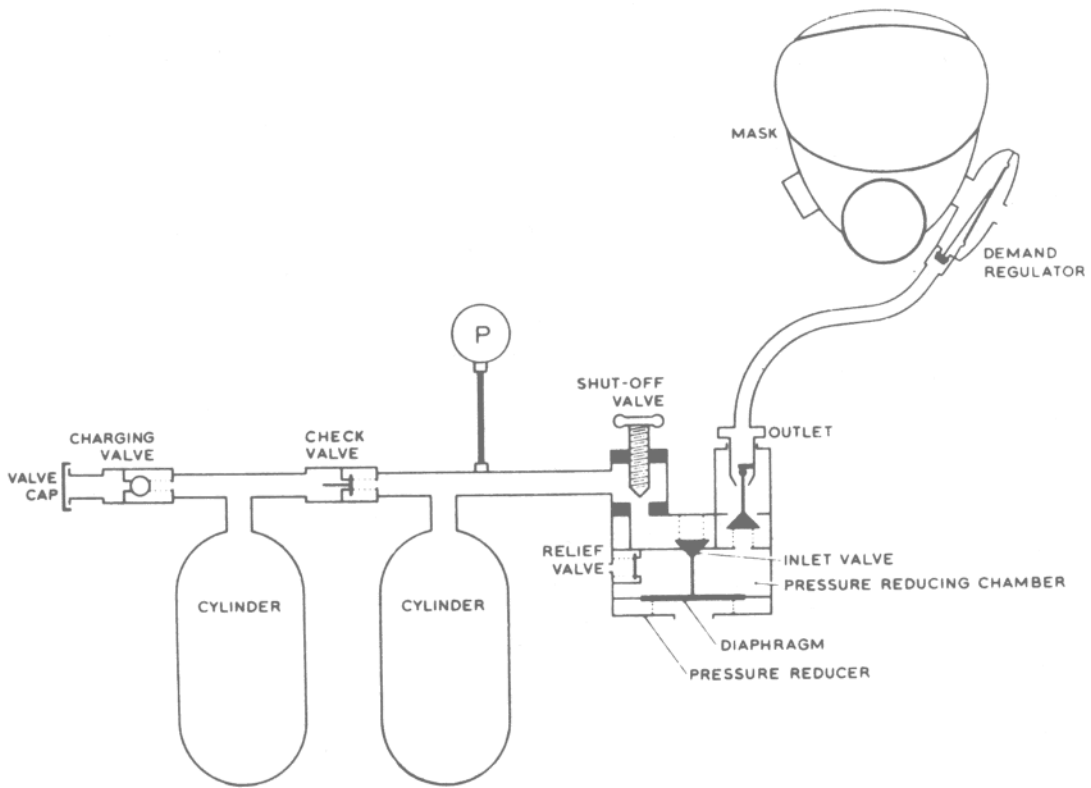 MASK
DEMAND
REGULATOR
P
SHUT-OFF
VALVE
OUTLET
CHARGING
VALVE
CHECK
VALVE
VALVE
CAP
RELIEF
VALVE
INLET VALVE
PRESSURE REDUCING CHAMBER
CYLINDER
CYLINDER
DIAPHRAGM
PRESSURE REDUCER